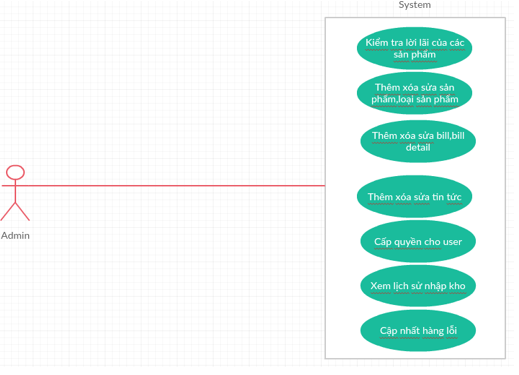 System
Kiểm tra lời lãi của các
sản phẩm
Thêm xóa sửa sản
phẩm,loại sản phẩm
Thêm xóa sửa bill,bill
detail
Thêm xóa sửa tin tức
Admin
Cấp quyền cho user
Xem lịch sử nhập kho
Cập nhất hàng lỗi